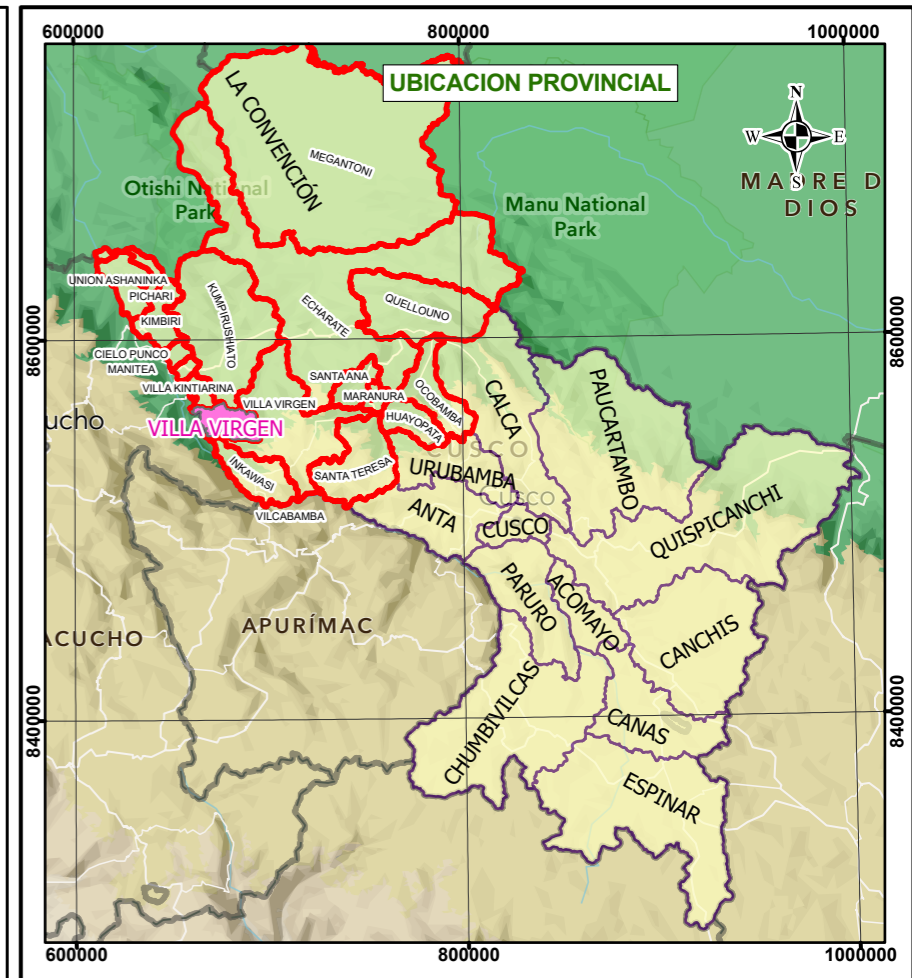 600000
800000
1000000
UBICACION PROVINCIAL
N
W
E
S
LA CONVENCIÓN
MEGANTONI
Otishi National
Park
Manu National
Park
MADRE D
DIOS
UNION ASHANINKA
PICHARI
KIMBIRI
KUMPIRUSHIATO
ECHARATE
QUELLOUNO
8600000
8600000
CIELO PUNCO
MANITEA
VILLA KINTIARINA
VILLA VIRGEN
SANTA ANA
MARANURA
HUAYOPATA
OCOBAMBA
CALCA
PAUCARTAMBO
ucho
VILLA VIRGEN
CUSCO
INKAWASI
SANTA TERESA
URUBAMBA
CUSCO
VILCABAMBA
ANTA
CUSCO
QUISPICANCHI
PARURO
ACOMAYO
CANCHIS
ACUCHO
APURÍMAC
CHUMBIVILCAS
CANAS
ESPINAR
8400000
8400000
600000
800000
1000000